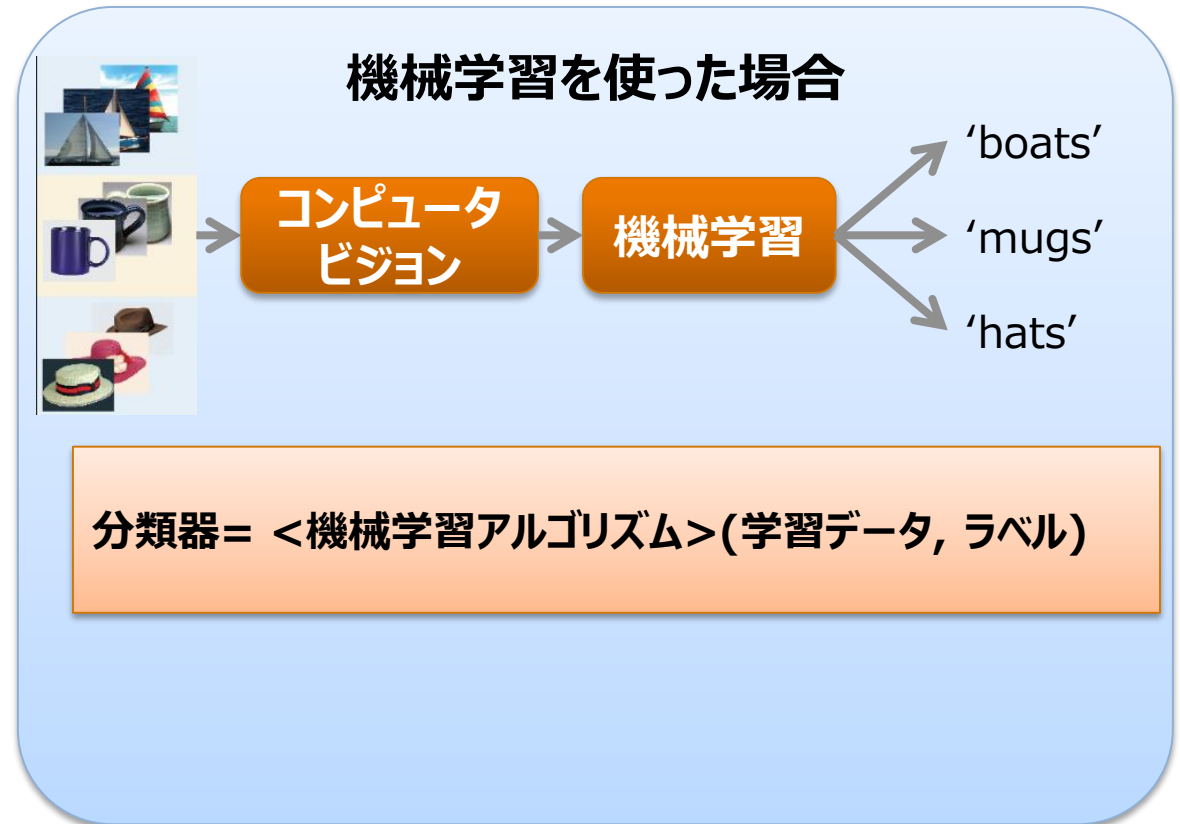 機械学習を使った場合
コンピュータ
ビジョン
機械学習
‘boats’
‘mugs’
‘hats’
分類器= <機械学習アルゴリズム>(学習データ, ラベル)